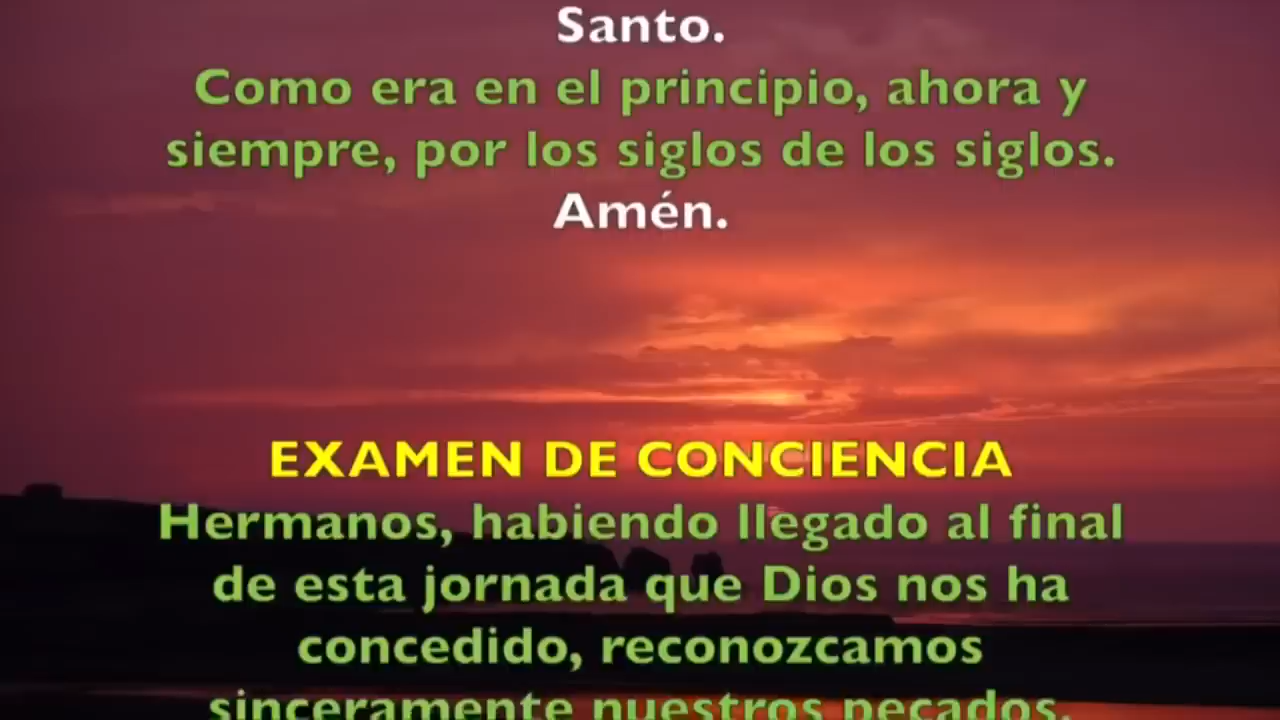 Santo.
Como era en el principio, ahora y
siempre, por los siglos de los siglos.
Amén.
EXAMEN DE CONCIENCIA
Hermanos, habiendo llegado al final
de esta jornada que Dios nos ha
concedido, reconozcamos
sinceramente nuestros pecados.